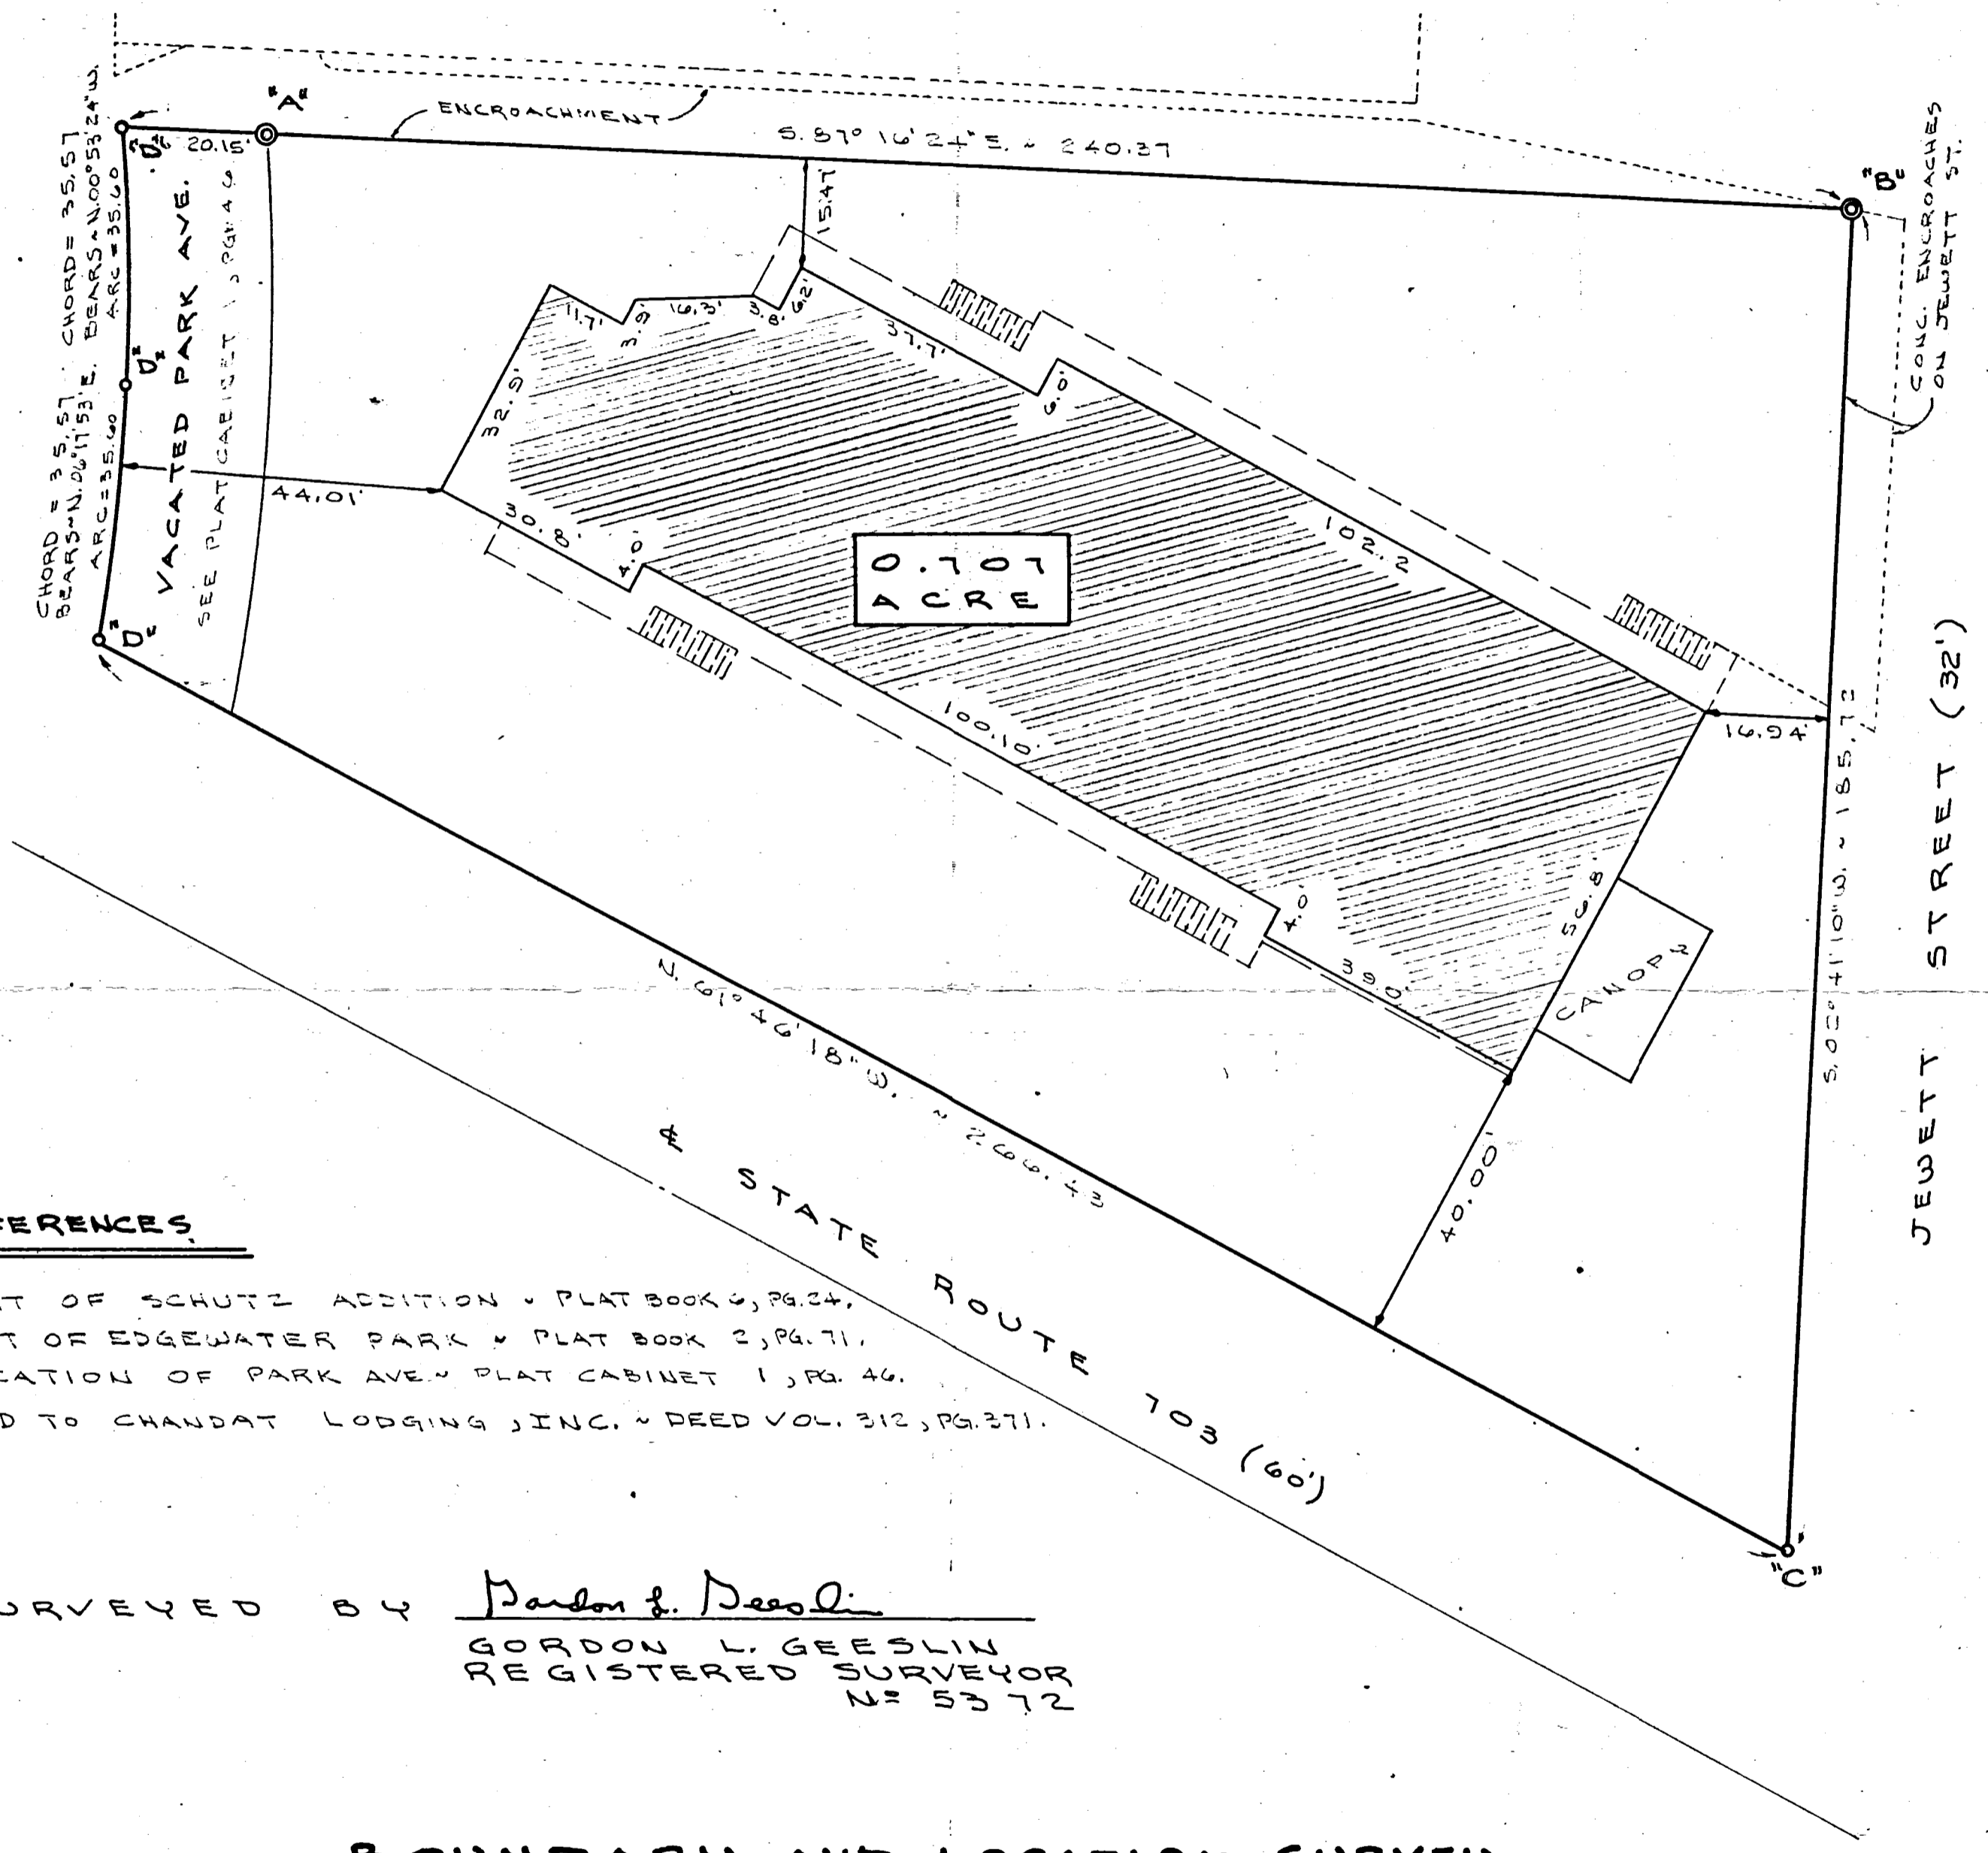 "A"
ENCROACHMENT
S. 87° 16' 24" E. ~ 240.37
"B"
"D"
20.15'
CHORD = 35.57
BEARS ~ N. 00° 53' 24" W.
ARC = 35.60
CHORD = 35.57
BEARS ~ N. 06° 17' 53" E.
ARC = 35.60
VACATED PARK AVE.
SEE PLAT CABINET 1, PG. 46
"D"
"D"
CONC. ENCROACHES
ON JEWETT ST.
15.47'
11.7'
3.9'
16.3'
3.8'
6.2'
37.7'
6.0'
32.9'
44.01'
30.8'
4.0'
102.2
0.707
ACRE
100.10'
16.94'
4.0'
39.0'
56.8'
CANOPY
40.00'
S. 02° 41' 10" W. ~ 185.72
JEWETT STREET (32')
N. 61° 46' 18" W. ~ 266.43
℄ STATE ROUTE 703 (60')
"C"
FERENCES
T OF SCHUTZ ADDITION ~ PLAT BOOK 6, PG. 24.
T OF EDGEWATER PARK ~ PLAT BOOK 2, PG. 71.
CATION OF PARK AVE. ~ PLAT CABINET 1, PG. 46.
D TO CHANDAT LODGING, INC. ~ DEED VOL. 312, PG. 371.
URVEYED BY Gordon L. Geeslin
GORDON L. GEESLIN
REGISTERED SURVEYOR
Nº 5372
BOUNDARY AND LOCATION SURVEY